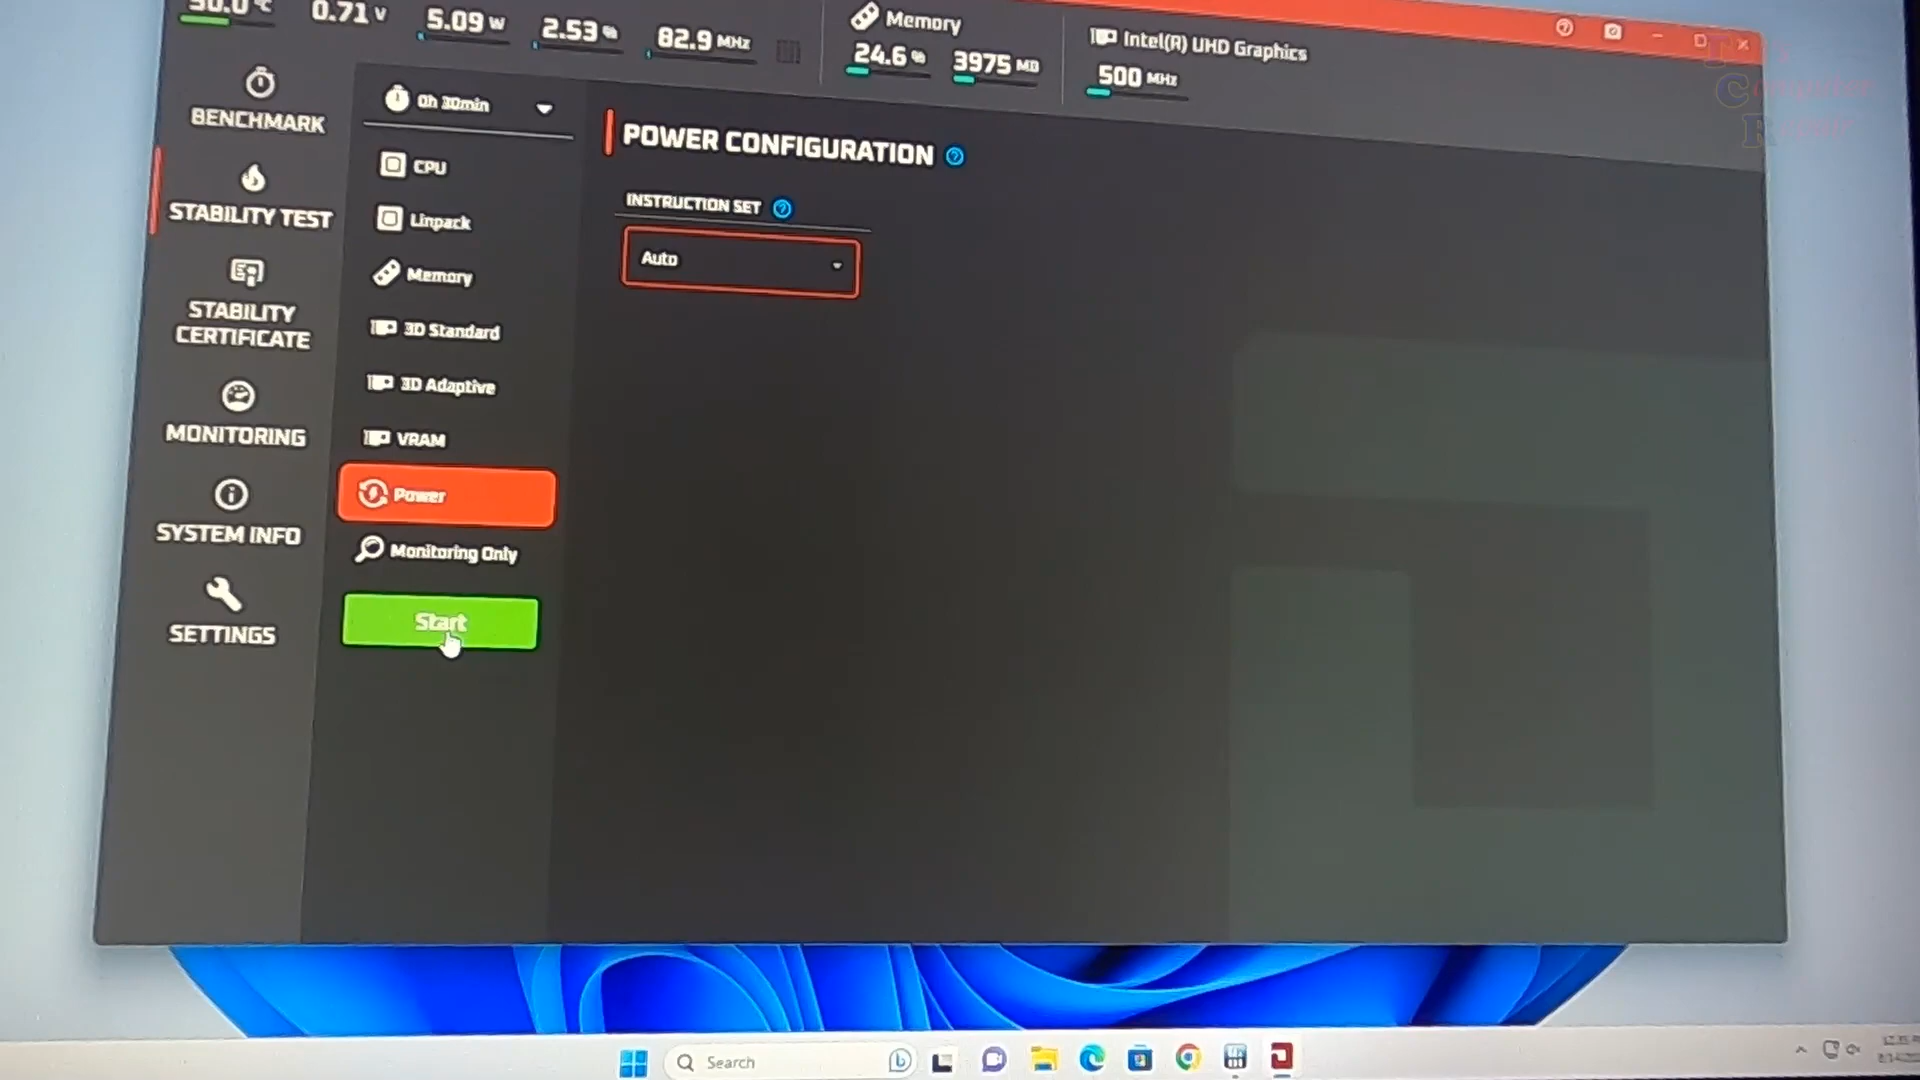 0.71 V
5.09 W
2.53 %
82.9 MHz
Memory
24.6 %
3975 MB
Intel(R) UHD Graphics
500 MHz
BENCHMARK
STABILITY TEST
STABILITY
CERTIFICATE
MONITORING
SYSTEM INFO
SETTINGS
0h 30min
CPU
Linpack
Memory
3D Standard
3D Adaptive
VRAM
Power
Monitoring Only
Start
POWER CONFIGURATION
INSTRUCTION SET
Auto
Computer
Repair
Search